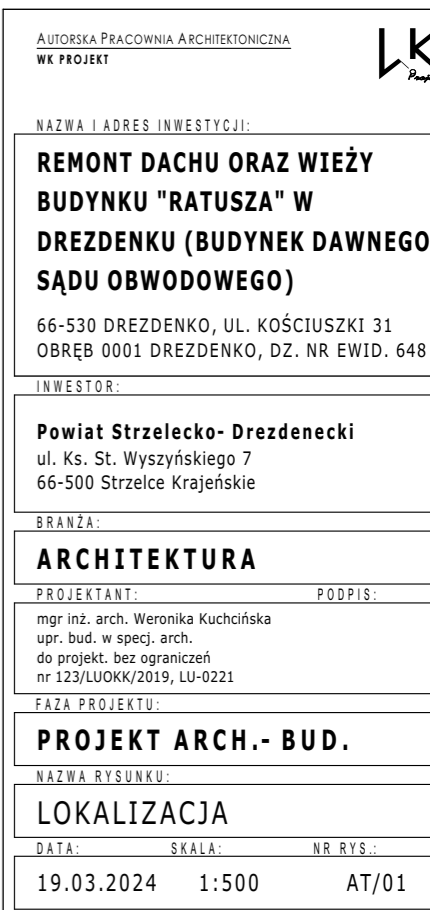 AUTORSKA PRACOWNIA ARCHITEKTONICZNA
WK PROJEKT
NAZWA I ADRES INWESTYCJI:
REMONT DACHU ORAZ WIEŻY
BUDYNKU "RATUSZA" W
DREZDENKU (BUDYNEK DAWNEGO
SĄDU OBWODOWEGO)
66-530 DREZDENKO, UL. KOŚCIUSZKI 31
OBRĘB 0001 DREZDENKO, DZ. NR EWID. 648
INWESTOR:
Powiat Strzelecko- Drezdenecki
ul. Ks. St. Wyszyńskiego 7
66-500 Strzelce Krajeńskie
BRANŻA:
ARCHITEKTURA
PROJEKTANT: PODPIS:
mgr inż. arch. Weronika Kuchcińska
upr. bud. w specj. arch.
do projekt. bez ograniczeń
nr 123/LUOKK/2019, LU-0221
FAZA PROJEKTU:
PROJEKT ARCH.- BUD.
NAZWA RYSUNKU:
LOKALIZACJA
DATA: SKALA: NR RYS.:
19.03.2024 1:500 AT/01